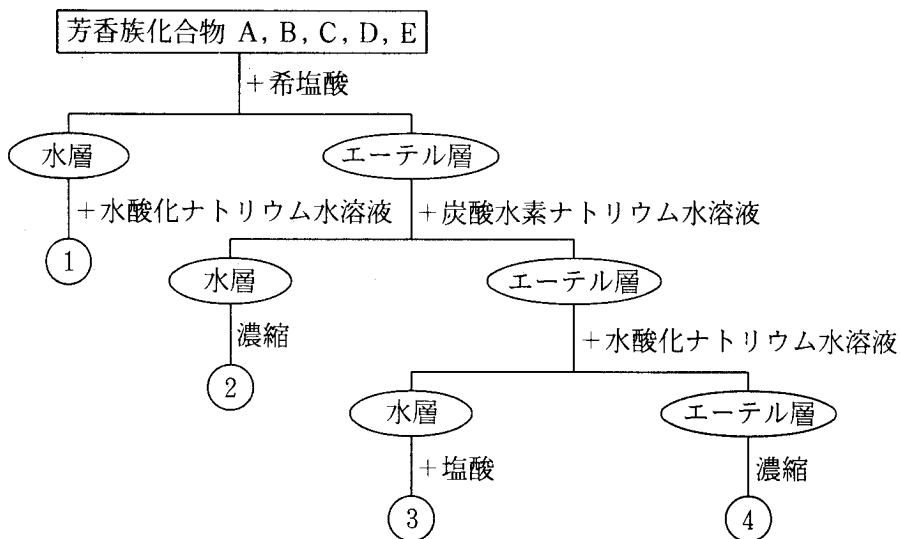 芳香族化合物 A, B, C, D, E
+希塩酸
水層
エーテル層
+水酸化ナトリウム水溶液
+炭酸水素ナトリウム水溶液
1
水層
エーテル層
濃縮
+水酸化ナトリウム水溶液
2
水層
エーテル層
+塩酸
濃縮
3
4